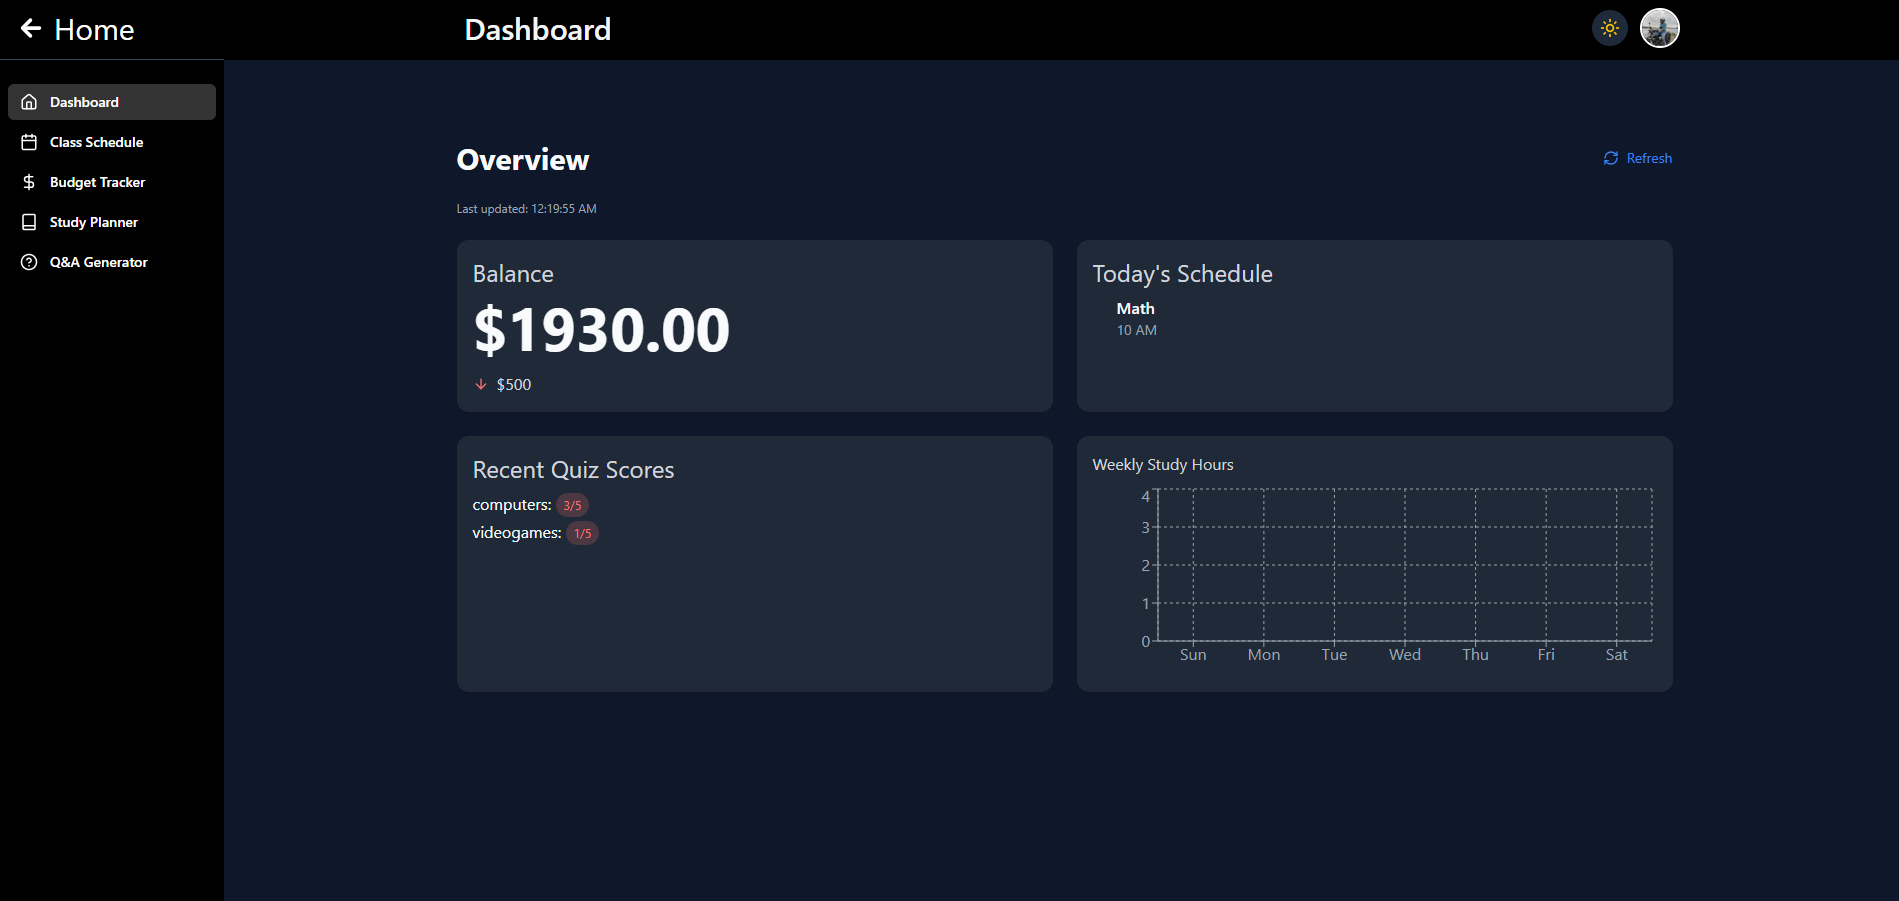 Home
Dashboard
Dashboard
Class Schedule
Budget Tracker
Study Planner
Q&A Generator
Overview
Refresh
Last updated: 12:19:55 AM
Balance
$1930.00
$500
Today's Schedule
Math
10 AM
Recent Quiz Scores
computers: 3/5
videogames: 1/5
Weekly Study Hours
4
3
2
1
0
Sun Mon Tue Wed Thu Fri Sat